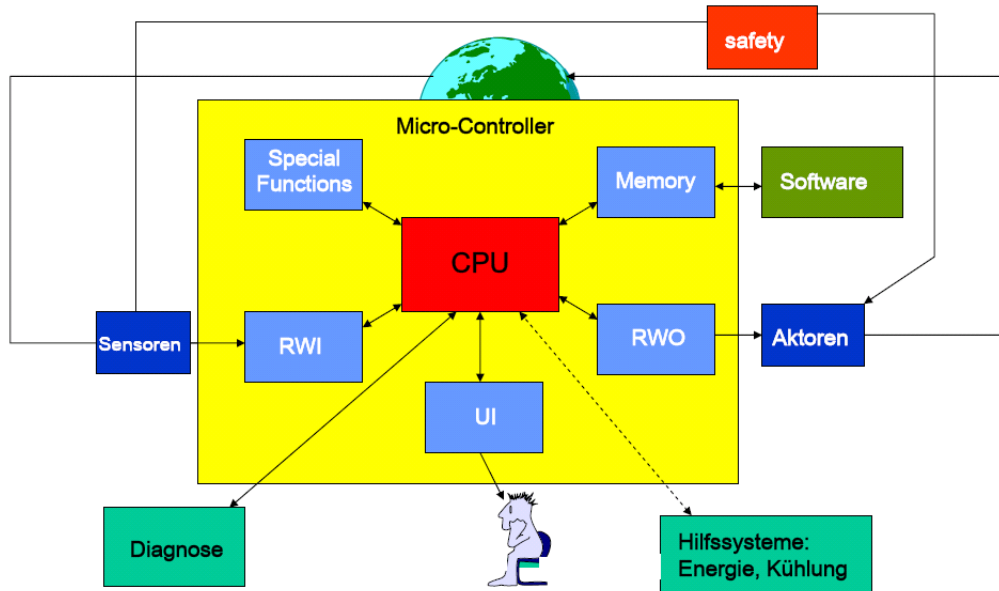 safety
Micro-Controller
Special
Functions
Memory
Software
CPU
Sensoren
RWI
RWO
Aktoren
UI
Diagnose
Hilfssysteme:
Energie, Kühlung